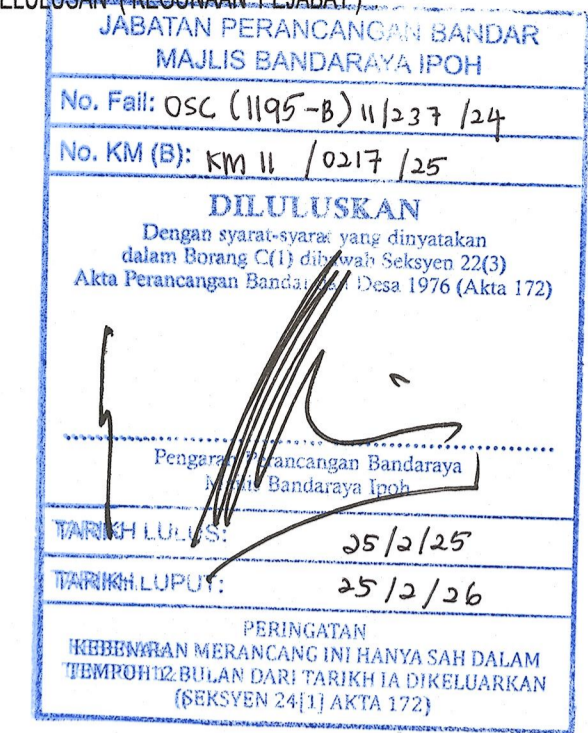 KELULUSAN ( KEGUNAAN PEJABAT )
JABATAN PERANCANGAN BANDAR
MAJLIS BANDARAYA IPOH
No. Fail: OSC (1195-B) 11/237 /24
No. KM (B): KM 11 /0217 /25
DILULUSKAN
Dengan syarat-syarat yang dinyatakan
dalam Borang C(1) dibawah Seksyen 22(3)
Akta Perancangan Bandar dan Desa 1976 (Akta 172)
Pengarah Perancangan Bandaraya
Majlis Bandaraya Ipoh
TARIKH LULUS: 25/2/25
TARIKH LUPUT: 25/2/26
PERINGATAN
KEBENARAN MERANCANG INI HANYA SAH DALAM
TEMPOH 12 BULAN DARI TARIKH IA DIKELUARKAN
(SEKSYEN 24[1] AKTA 172)